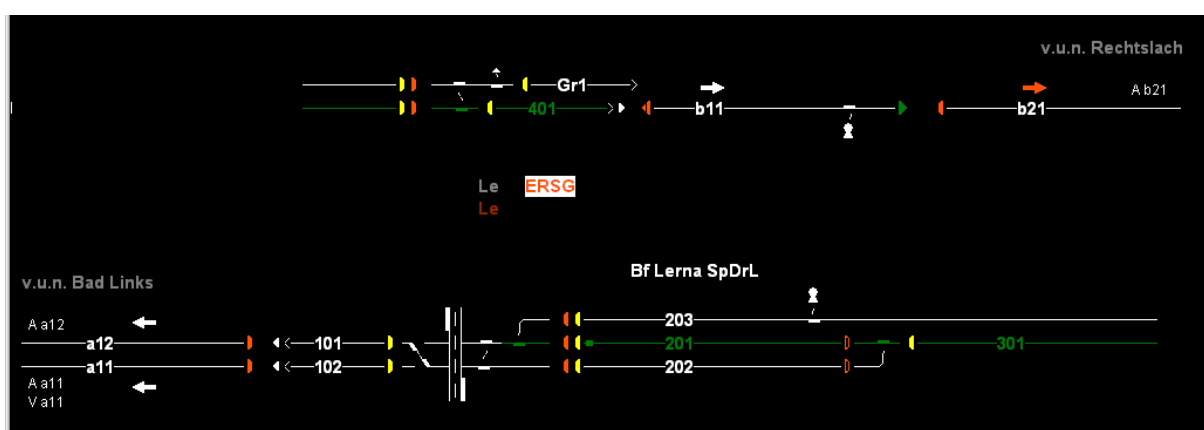 v.u.n. Rechtslach
Gr1
A b21
401
b11
b21
Le ERSG
Le
Bf Lerna SpDrL
v.u.n. Bad Links
A a12
203
a12
101
201
301
a11
102
202
A a11
V a11